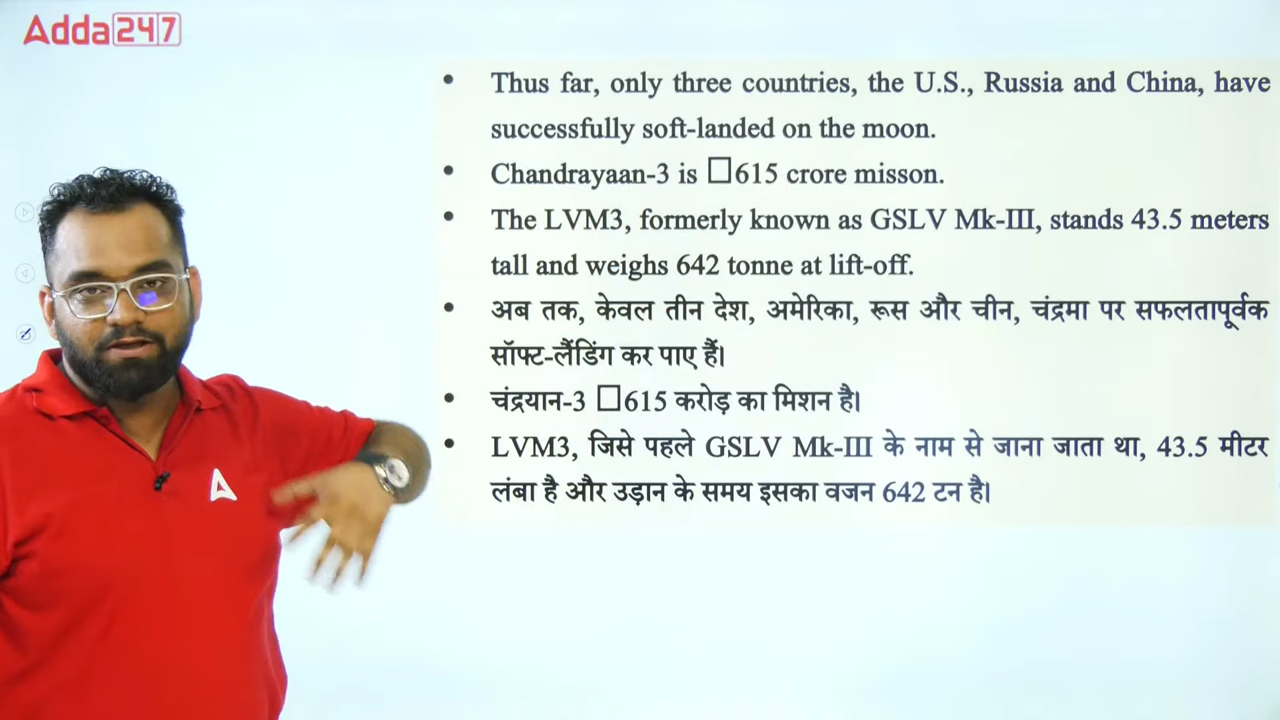 Adda247
• Thus far, only three countries, the U.S., Russia and China, have
successfully soft-landed on the moon.
• Chandrayaan-3 is □615 crore misson.
• The LVM3, formerly known as GSLV Mk-III, stands 43.5 meters
tall and weighs 642 tonne at lift-off.
• अब तक, केवल तीन देश, अमेरिका, रूस और चीन, चंद्रमा पर सफलतापूर्वक
सॉफ्ट-लैंडिंग कर पाए हैं।
• चंद्रयान-3 □615 करोड़ का मिशन है।
• LVM3, जिसे पहले GSLV Mk-III के नाम से जाना जाता था, 43.5 मीटर
लंबा है और उड़ान के समय इसका वजन 642 टन है।